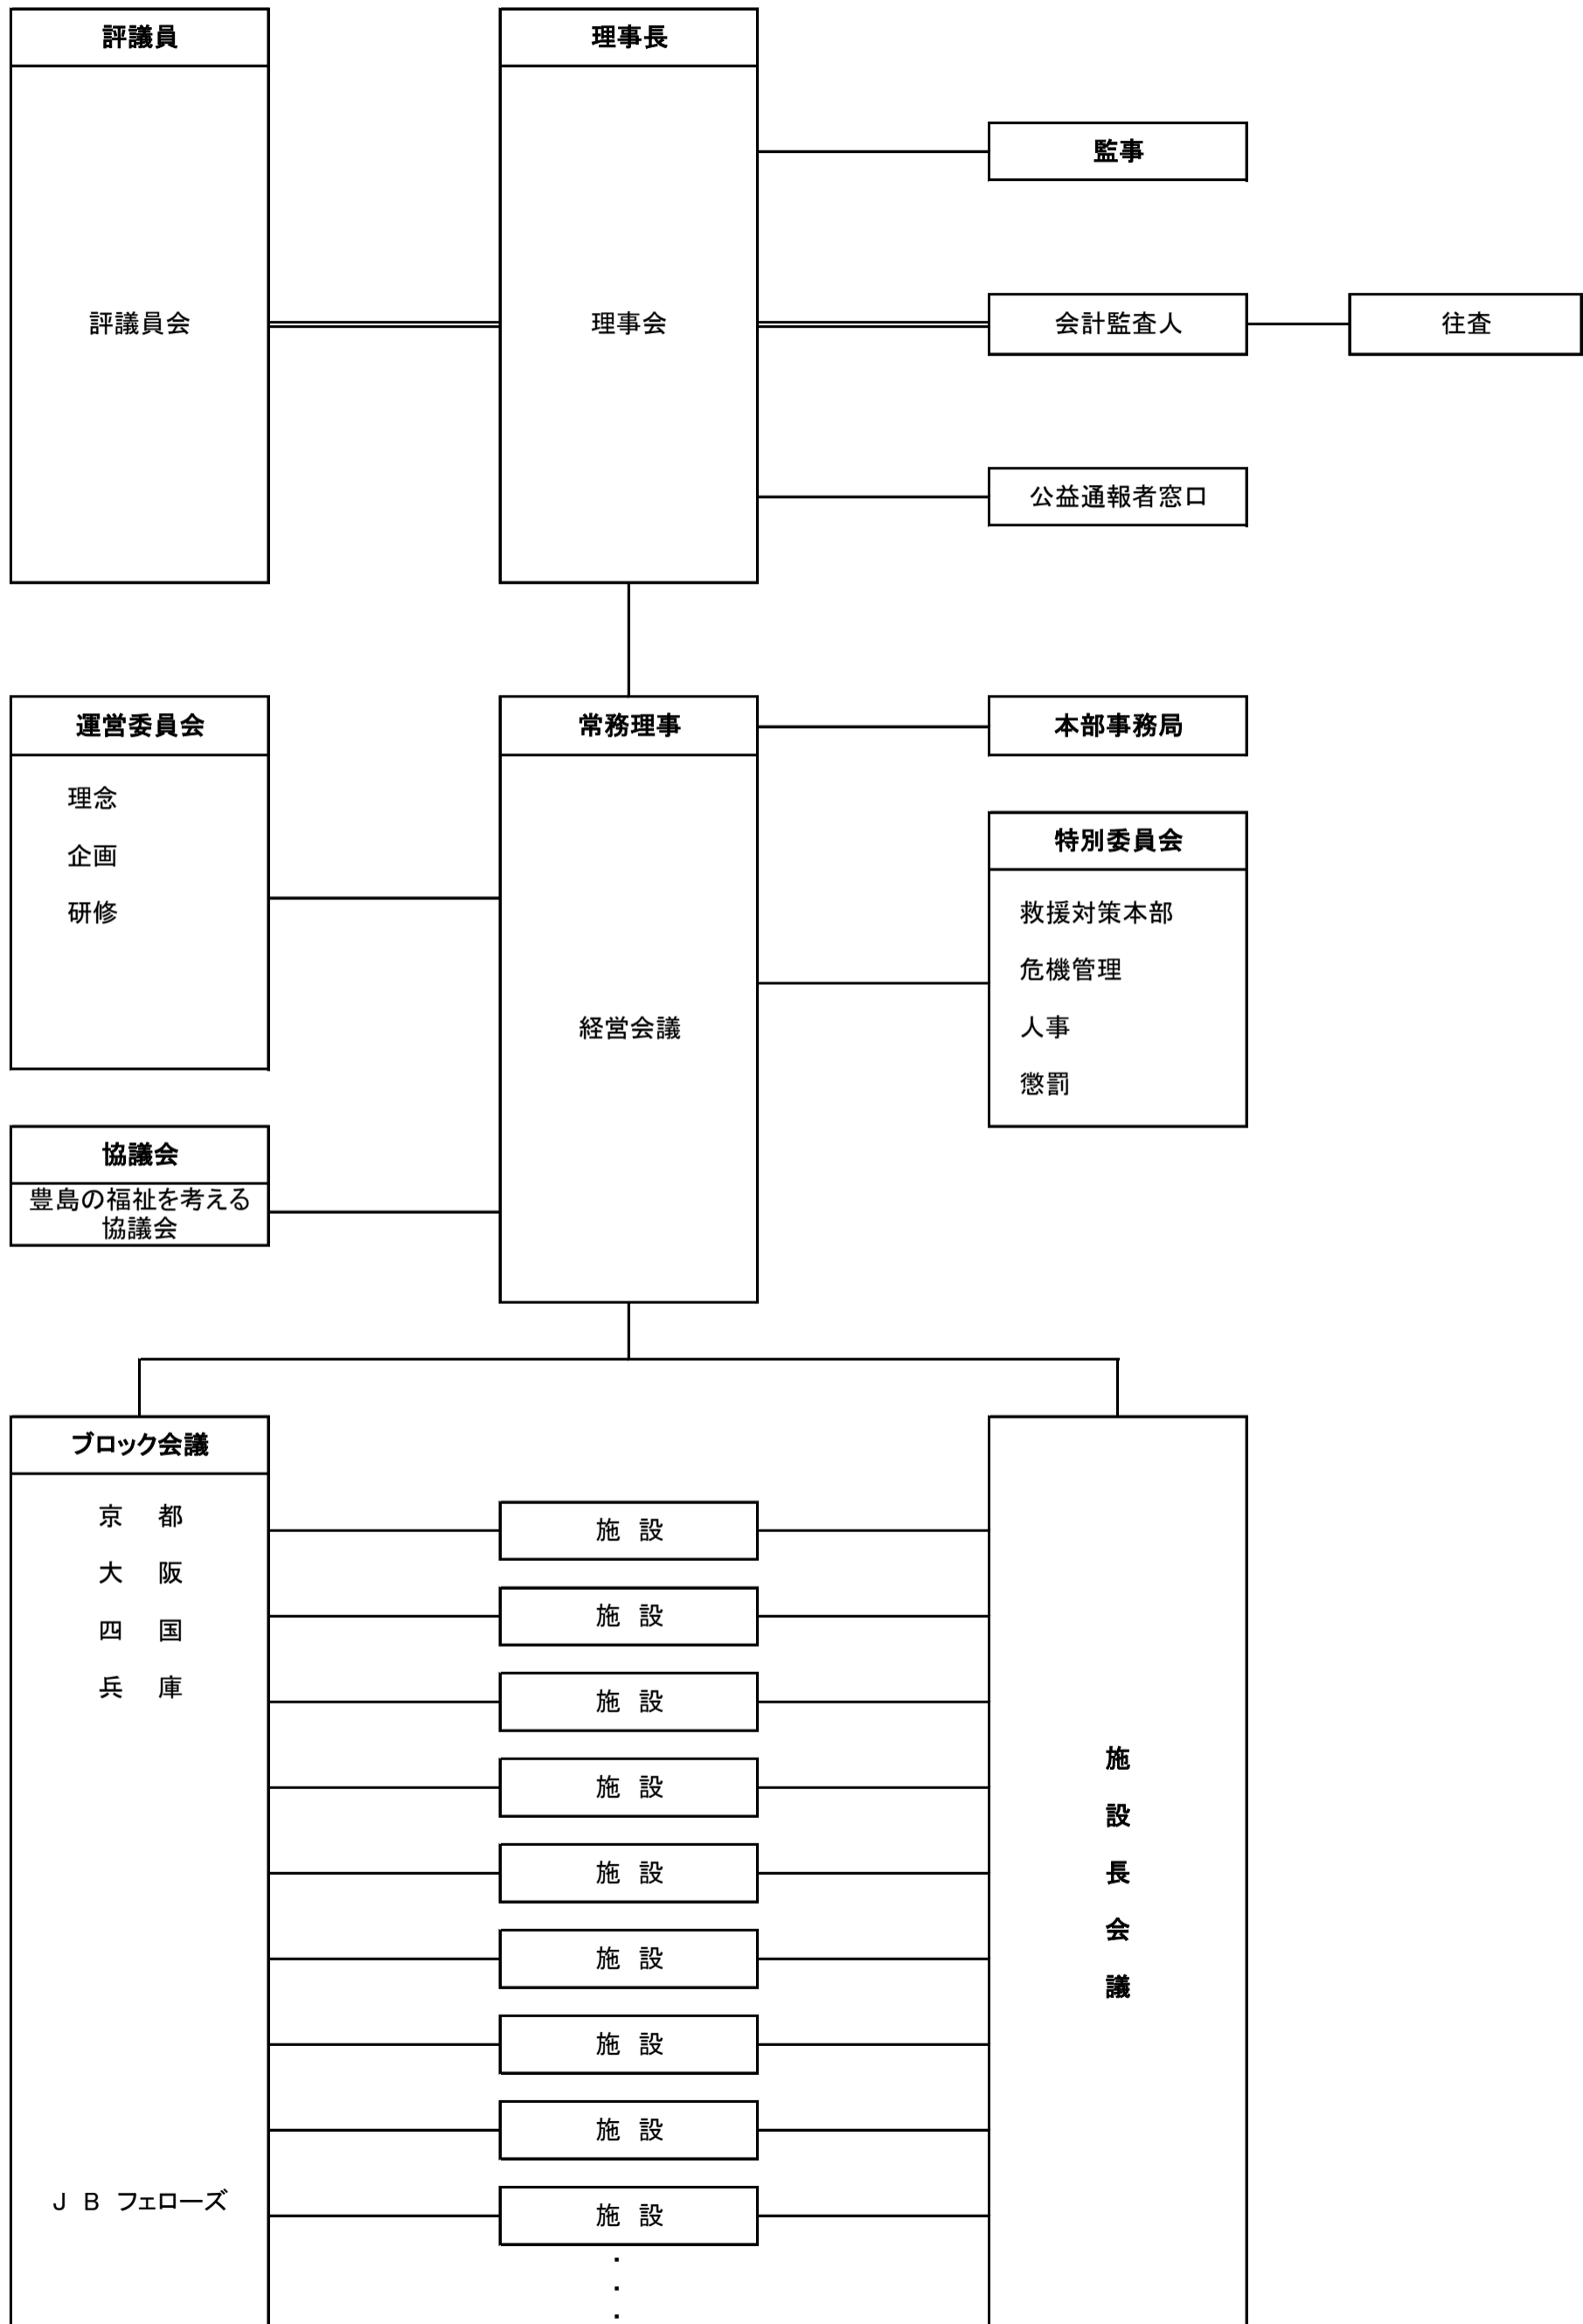 評議員
評議員会
理事長
理事会
監事
会計監査人
往査
公益通報者窓口
運営委員会
理念
企画
研修
常務理事
経営会議
本部事務局
特別委員会
救援対策本部
危機管理
人事
懲罰
協議会
豊島の福祉を考える
協議会
ブロック会議
京 都
大 阪
四 国
兵 庫
J B フェローズ
施 設
施 設
施 設
施 設
施 設
施 設
施 設
施 設
施 設
・
・
・
施
設
長
会
議